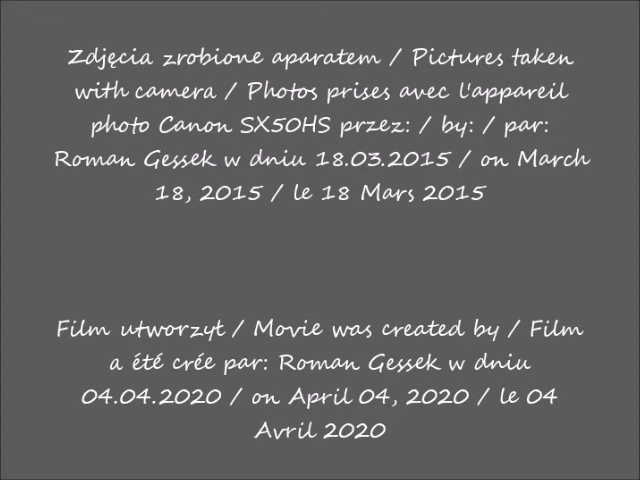 Zdjęcia zrobione aparatem / Pictures taken
with camera / Photos prises avec l'appareil
photo Canon SX50HS przez: / by: / par:
Roman Gessek w dniu 18.03.2015 / on March
18, 2015 / le 18 Mars 2015
Film utworzył / Movie was created by / Film
a été crée par: Roman Gessek w dniu
04.04.2020 / on April 04, 2020 / le 04
Avril 2020